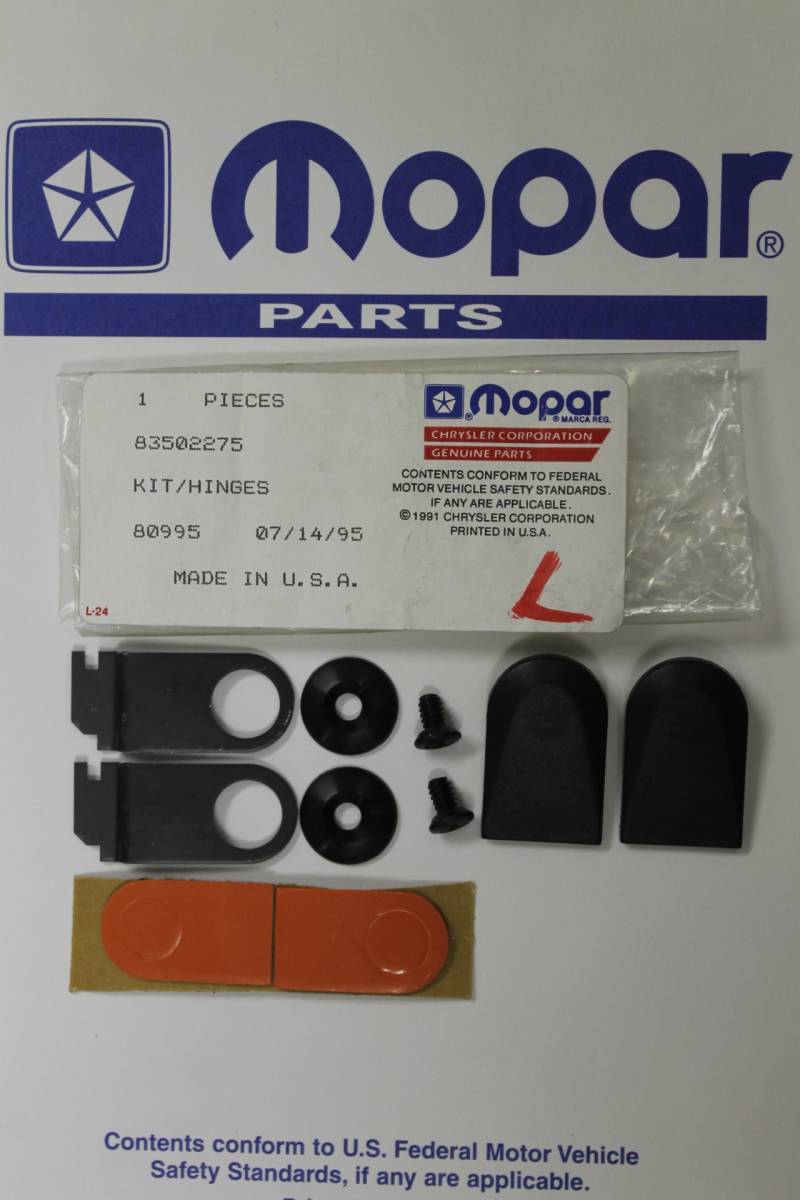 Mopar®
PARTS
1 PIECES
83502275
KIT/HINGES
80995 07/14/95
MADE IN U.S.A.
L-24
® Mopar
® MARCA REG.
CHRYSLER CORPORATION
GENUINE PARTS
CONTENTS CONFORM TO FEDERAL
MOTOR VEHICLE SAFETY STANDARDS.
IF ANY ARE APPLICABLE.
© 1991 CHRYSLER CORPORATION
PRINTED IN U.S.A.
Contents conform to U.S. Federal Motor Vehicle
Safety Standards, if any are applicable.